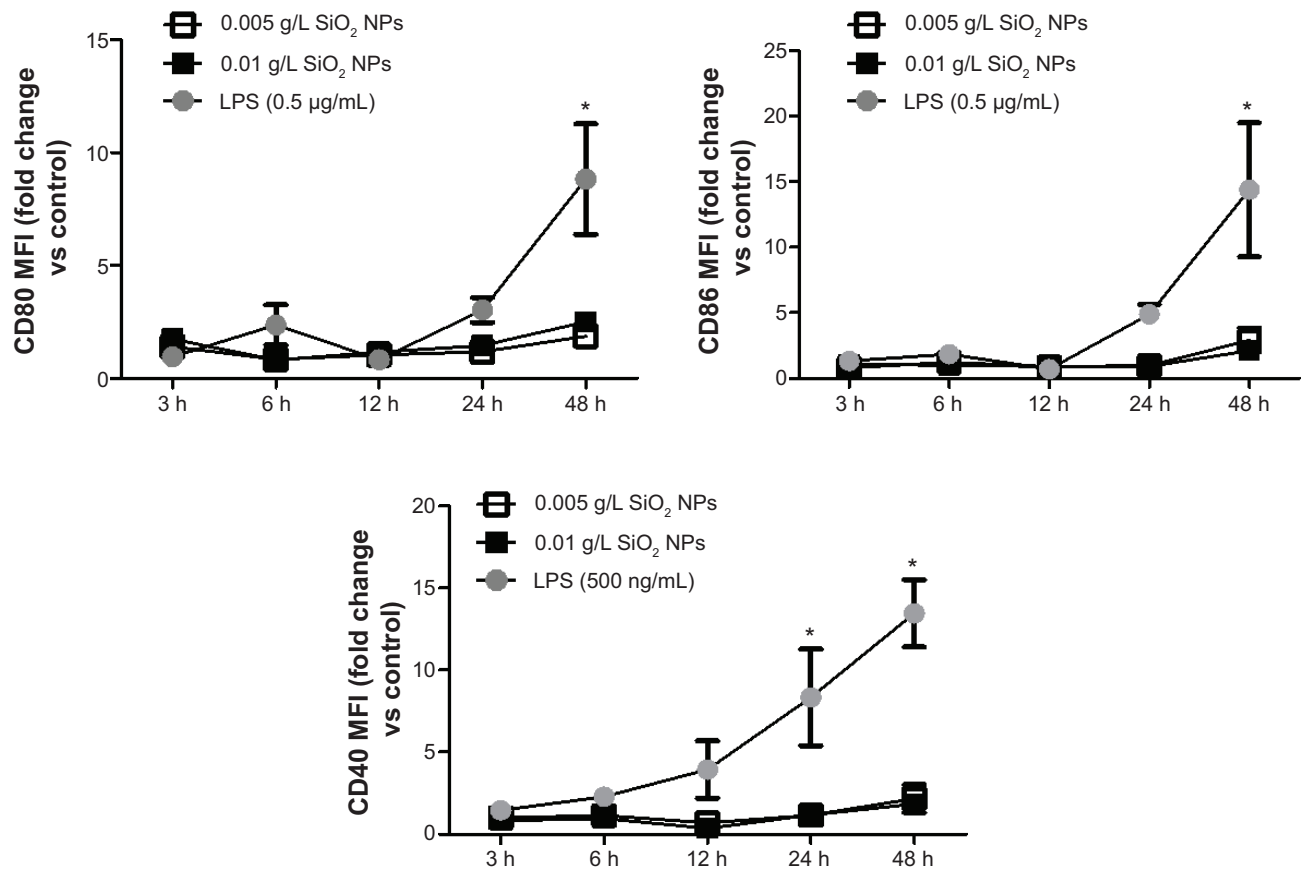 0.005 g/L SiO2 NPs
0.01 g/L SiO2 NPs
LPS (0.5 µg/mL)
CD80 MFI (fold change
vs control)
15
10
5
0
*
3 h 6 h 12 h 24 h 48 h
0.005 g/L SiO2 NPs
0.01 g/L SiO2 NPs
LPS (0.5 µg/mL)
CD86 MFI (fold change
vs control)
25
20
15
10
5
0
*
3 h 6 h 12 h 24 h 48 h
0.005 g/L SiO2 NPs
0.01 g/L SiO2 NPs
LPS (500 ng/mL)
CD40 MFI (fold change
vs control)
20
15
10
5
0
*
*
3 h 6 h 12 h 24 h 48 h